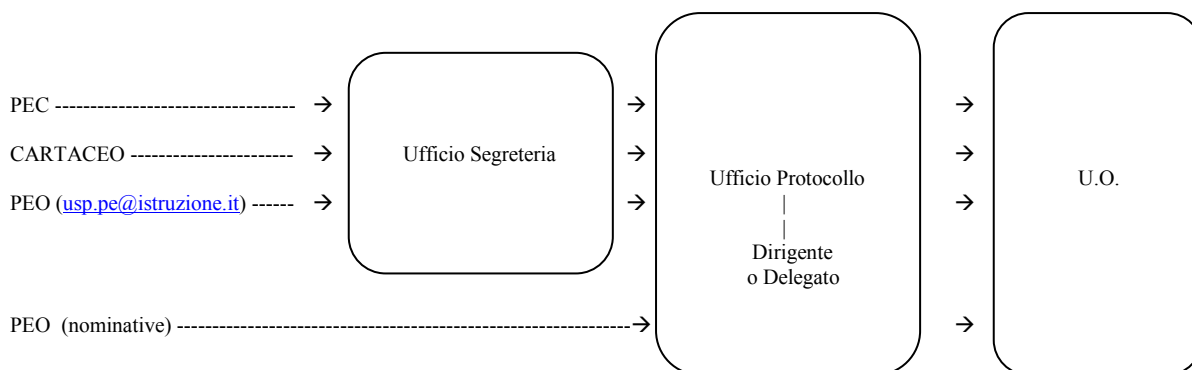 PEC ---------------------------------- → → →
CARTACEO ----------------------- → Ufficio Segreteria → →
Ufficio Protocollo U.O.
PEO (usp.pe@istruzione.it) ------ → → →
|
|
Dirigente
o Delegato
PEO (nominative) -----------------------------------------------------------------→ →